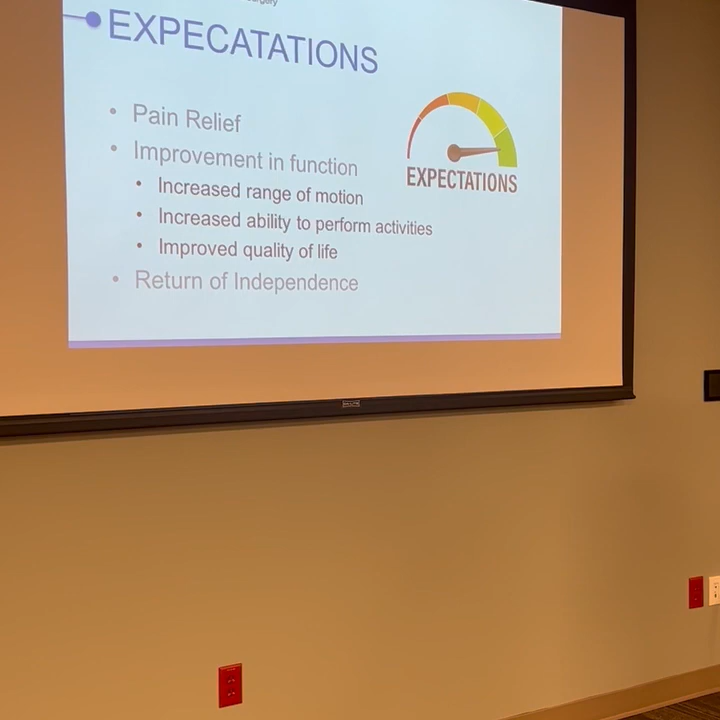 EXPECATATIONS
• Pain Relief
• Improvement in function
• Increased range of motion
• Increased ability to perform activities
• Improved quality of life
• Return of Independence
EXPECTATIONS